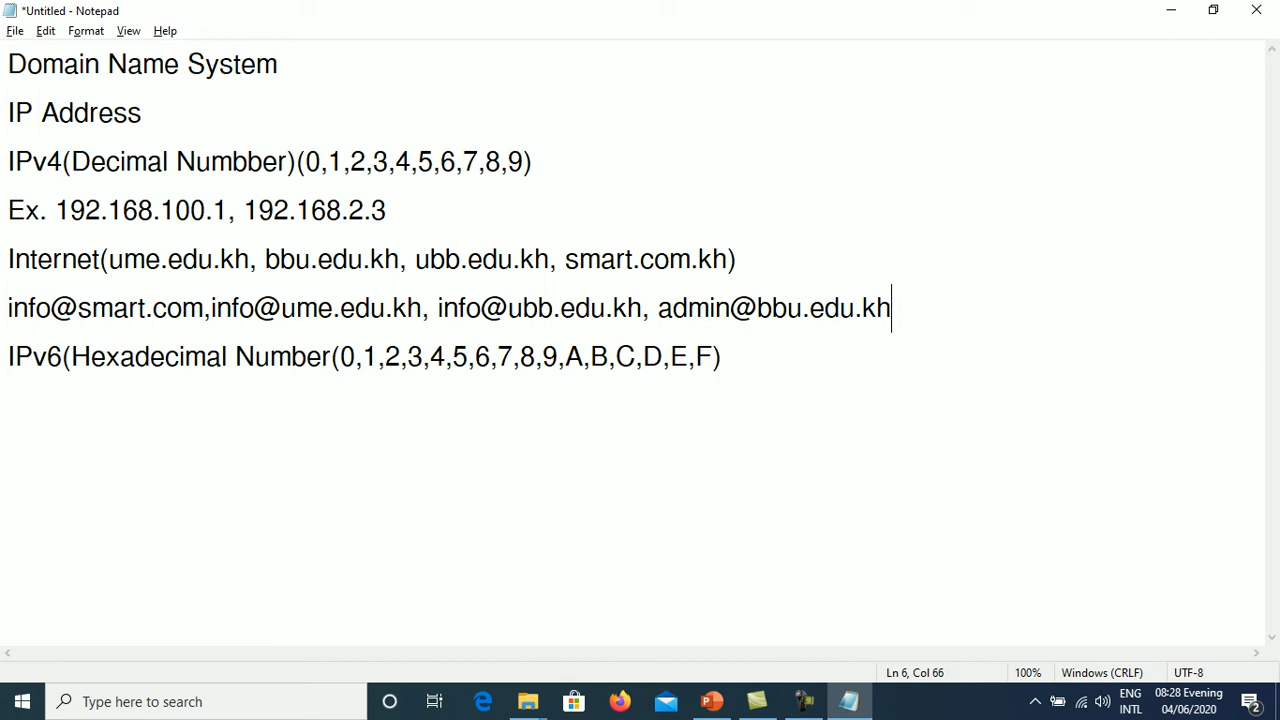 *Untitled - Notepad
File Edit Format View Help
Domain Name System
IP Address
IPv4(Decimal Numbber)(0,1,2,3,4,5,6,7,8,9)
Ex. 192.168.100.1, 192.168.2.3
Internet(ume.edu.kh, bbu.edu.kh, ubb.edu.kh, smart.com.kh)
info@smart.com,info@ume.edu.kh, info@ubb.edu.kh, admin@bbu.edu.kh
IPv6(Hexadecimal Number(0,1,2,3,4,5,6,7,8,9,A,B,C,D,E,F)
Ln 6, Col 66 100% Windows (CRLF) UTF-8
Type here to search
ENG 08:28 Evening
INTL 04/06/2020 2